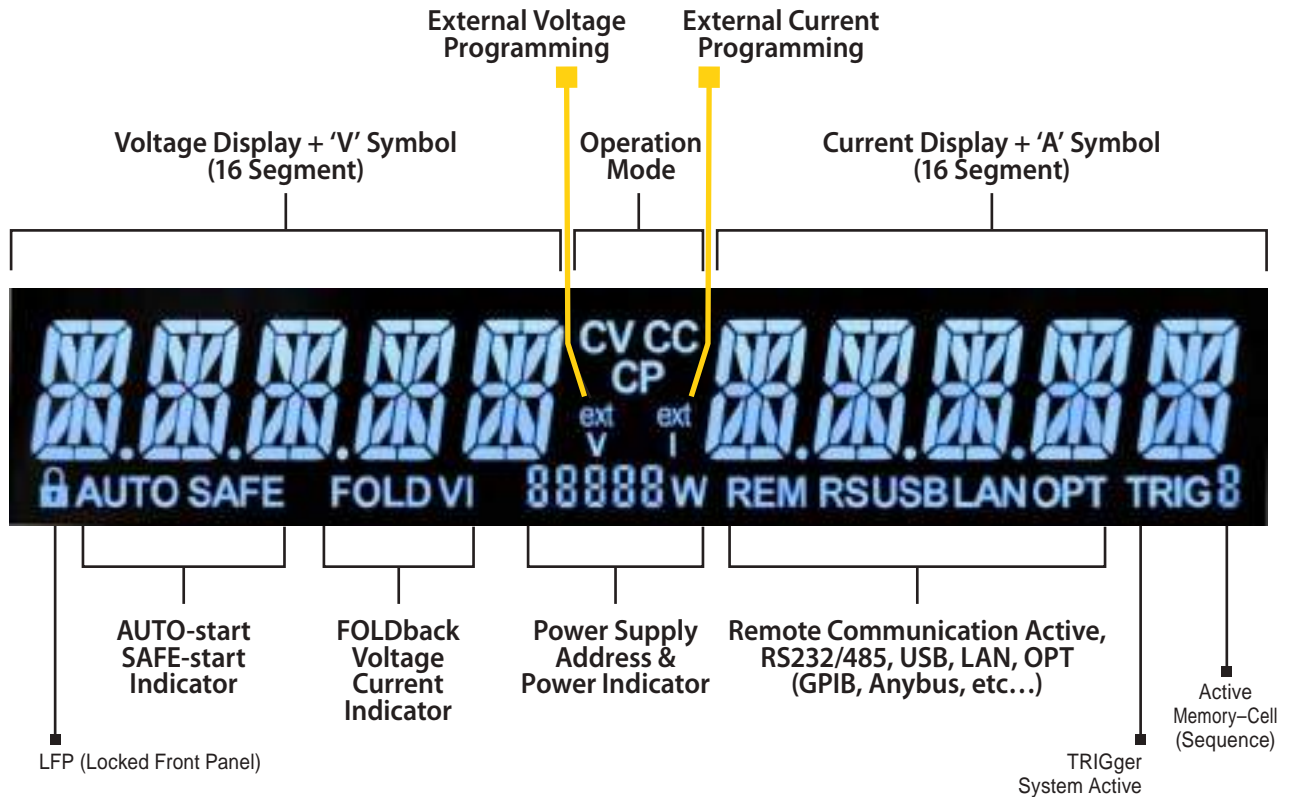 External Voltage
Programming
External Current
Programming
Voltage Display + ‘V’ Symbol
(16 Segment)
Operation
Mode
Current Display + ‘A’ Symbol
(16 Segment)
CV CC
CP
ext
V
ext
I
AUTO SAFE
FOLD VI
88888 W
REM RS USB LAN OPT
TRIG 8
AUTO-start
SAFE-start
Indicator
FOLDback
Voltage
Current
Indicator
Power Supply
Address &
Power Indicator
Remote Communication Active,
RS232/485, USB, LAN, OPT
(GPIB, Anybus, etc…)
Active
Memory–Cell
(Sequence)
LFP (Locked Front Panel)
TRIGger
System Active